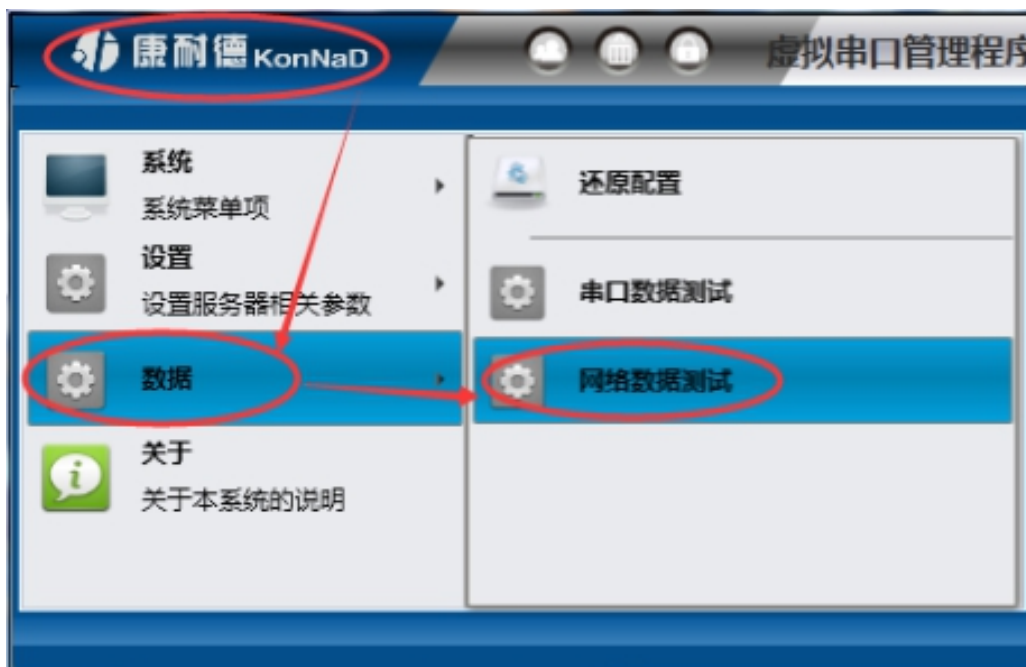 康耐德 KonNaD
虚拟串口管理程序
系统
系统菜单项
设置
设置服务器相关参数
数据
关于
关于本系统的说明
还原配置
串口数据测试
网络数据测试